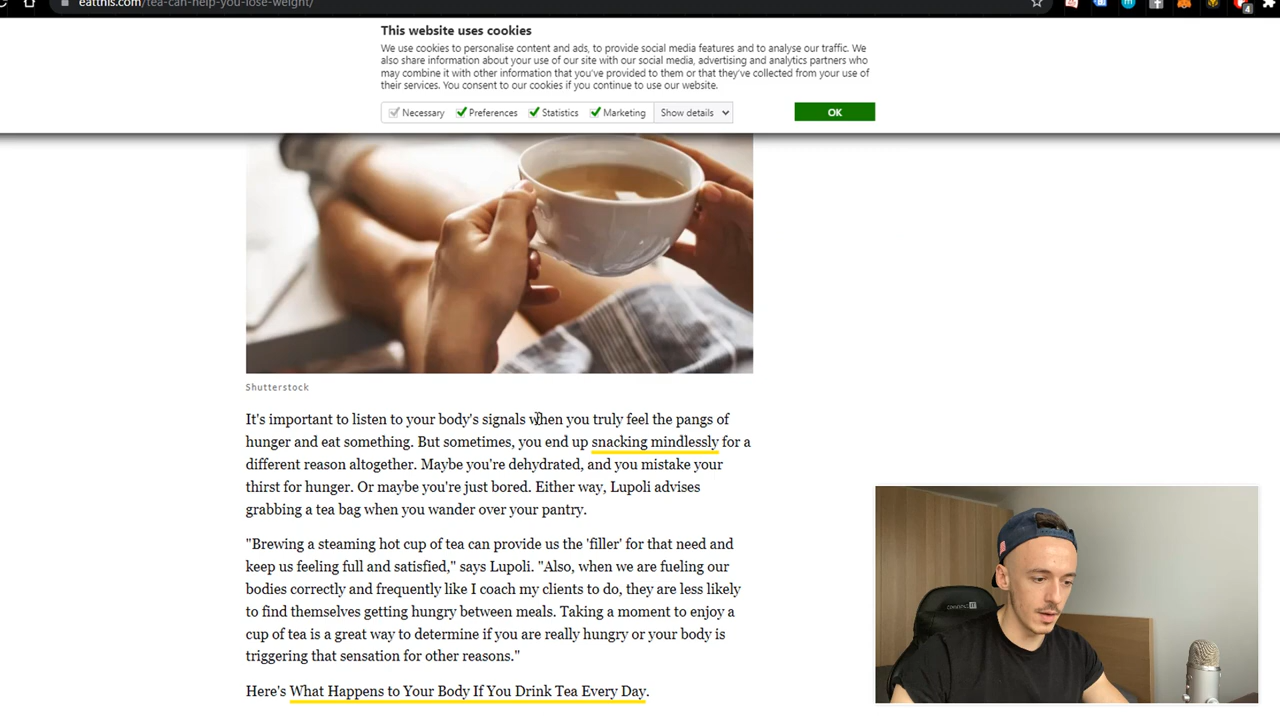 eatthis.com/tea-can-help-you-lose-weight/
4
This website uses cookies
We use cookies to personalise content and ads, to provide social media features and to analyse our traffic. We
also share information about your use of our site with our social media, advertising and analytics partners who
may combine it with other information that you've provided to them or that they've collected from your use of
their services. You consent to our cookies if you continue to use our website.
Necessary Preferences Statistics Marketing Show details OK
Shutterstock
It's important to listen to your body's signals when you truly feel the pangs of
hunger and eat something. But sometimes, you end up snacking mindlessly for a
different reason altogether. Maybe you're dehydrated, and you mistake your
thirst for hunger. Or maybe you're just bored. Either way, Lupoli advises
grabbing a tea bag when you wander over your pantry.
"Brewing a steaming hot cup of tea can provide us the 'filler' for that need and
keep us feeling full and satisfied," says Lupoli. "Also, when we are fueling our
bodies correctly and frequently like I coach my clients to do, they are less likely
to find themselves getting hungry between meals. Taking a moment to enjoy a
cup of tea is a great way to determine if you are really hungry or your body is
triggering that sensation for other reasons."
Here's What Happens to Your Body If You Drink Tea Every Day.